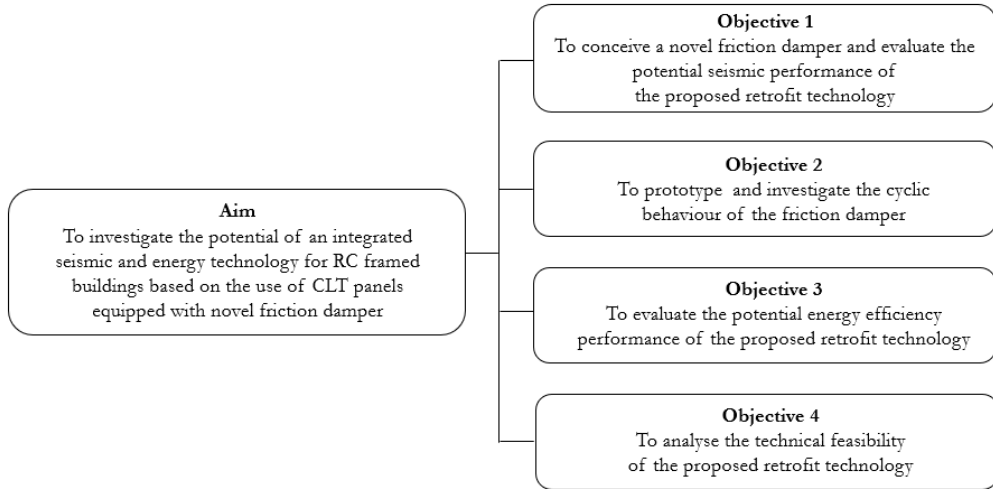 Aim
To investigate the potential of an integrated
seismic and energy technology for RC framed
buildings based on the use of CLT panels
equipped with novel friction damper
Objective 1
To conceive a novel friction damper and evaluate the
potential seismic performance of
the proposed retrofit technology
Objective 2
To prototype and investigate the cyclic
behaviour of the friction damper
Objective 3
To evaluate the potential energy efficiency
performance of the proposed retrofit technology
Objective 4
To analyse the technical feasibility
of the proposed retrofit technology